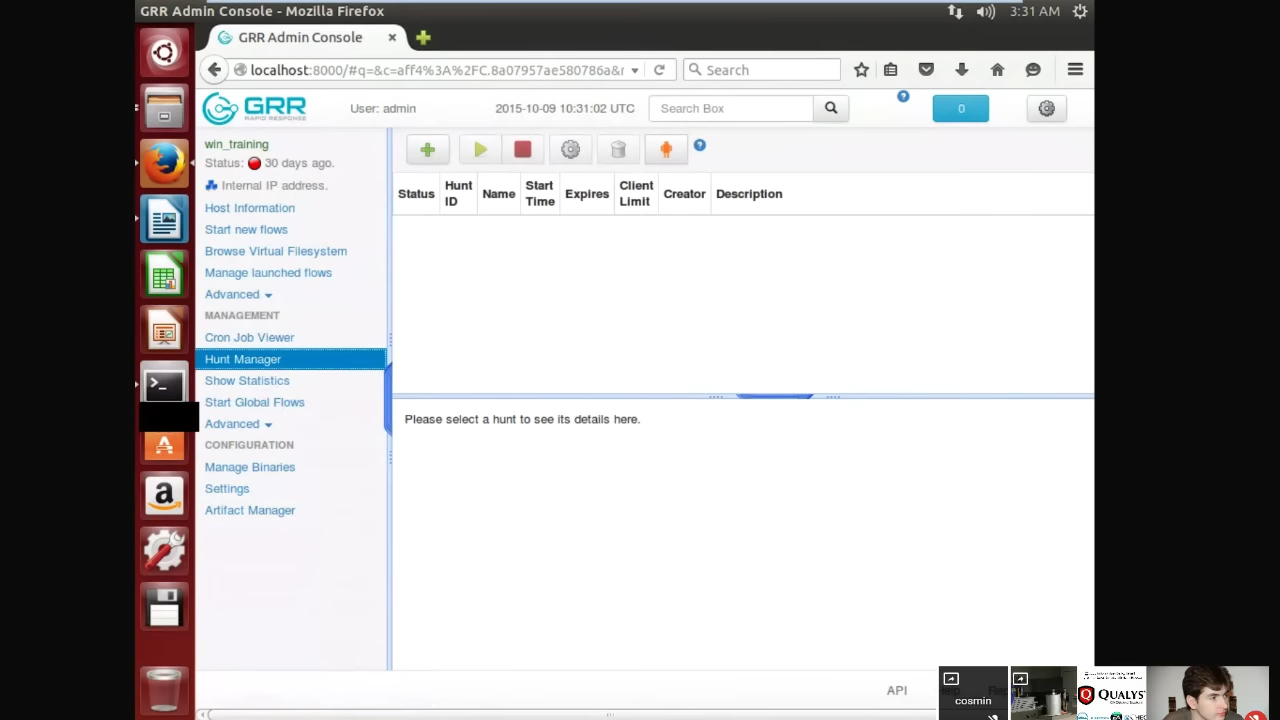 GRR Admin Console - Mozilla Firefox
3:31 AM
GRR Admin Console
localhost:8000/#q=&c=aff4%3A%2FC.8a07957ae580786a&r
Search
GRR
RAPID RESPONSE
User: admin
2015-10-09 10:31:02 UTC
Search Box
0
win_training
Status: 30 days ago.
Internal IP address.
Host Information
Start new flows
Browse Virtual Filesystem
Manage launched flows
Advanced
MANAGEMENT
Cron Job Viewer
Hunt Manager
Show Statistics
Start Global Flows
Advanced
CONFIGURATION
Manage Binaries
Settings
Artifact Manager
Status
Hunt ID
Name
Start Time
Expires
Client Limit
Creator
Description
Please select a hunt to see its details here.
API
cosmin
QUALYS